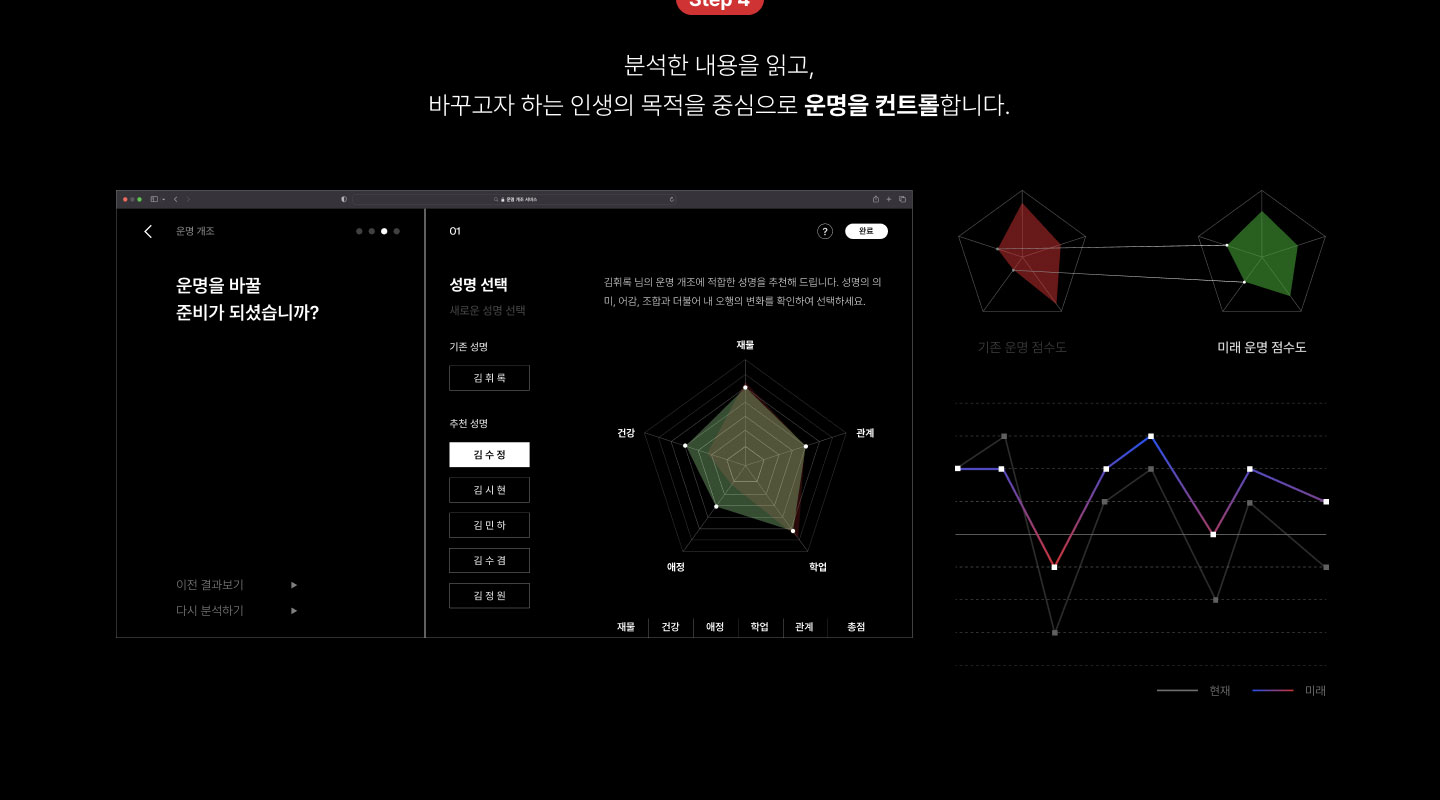 Step 4
분석한 내용을 읽고,
바꾸고자 하는 인생의 목적을 중심으로 운명을 컨트롤합니다.
운명 개조 서비스
운명 개조
운명을 바꿀
준비가 되셨습니까?
이전 결과보기 ▶
다시 분석하기 ▶
01
?
완료
성명 선택
새로운 성명 선택
기존 성명
김 휘 록
추천 성명
김 수 정
김 시 현
김 민 하
김 수 겸
김 정 원
김휘록 님의 운명 개조에 적합한 성명을 추천해 드립니다. 성명의 의
미, 어감, 조합과 더불어 내 오행의 변화를 확인하여 선택하세요.
재물
건강
관계
애정
학업
재물 건강 애정 학업 관계 총점
기존 운명 점수도
미래 운명 점수도
현재
미래